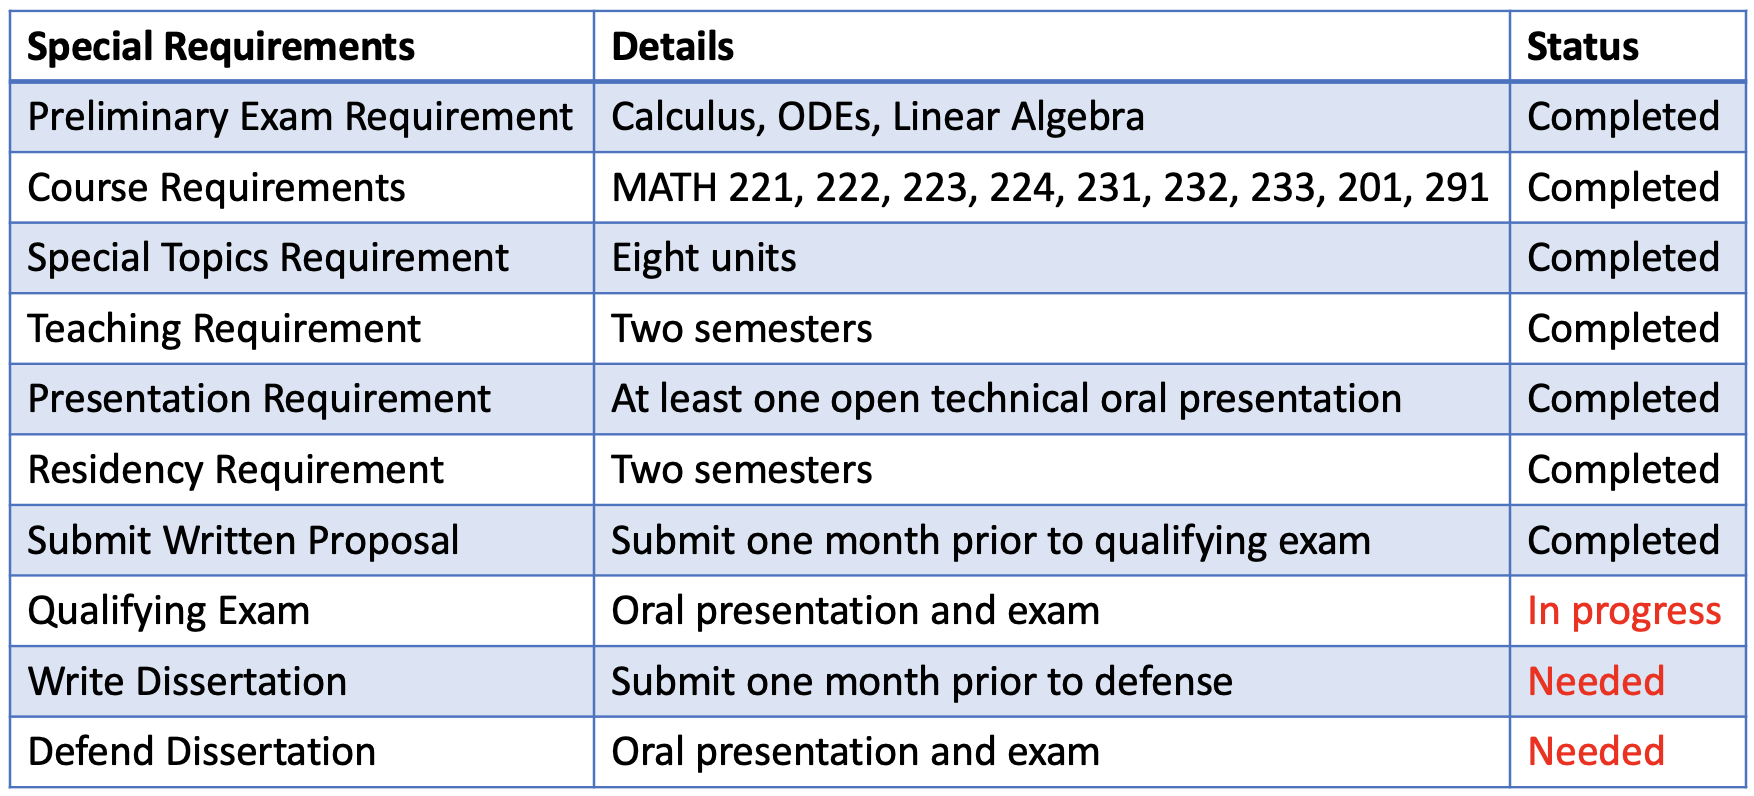 Special Requirements Details Status
Preliminary Exam Requirement Calculus, ODEs, Linear Algebra Completed
Course Requirements MATH 221, 222, 223, 224, 231, 232, 233, 201, 291 Completed
Special Topics Requirement Eight units Completed
Teaching Requirement Two semesters Completed
Presentation Requirement At least one open technical oral presentation Completed
Residency Requirement Two semesters Completed
Submit Written Proposal Submit one month prior to qualifying exam Completed
Qualifying Exam Oral presentation and exam In progress
Write Dissertation Submit one month prior to defense Needed
Defend Dissertation Oral presentation and exam Needed